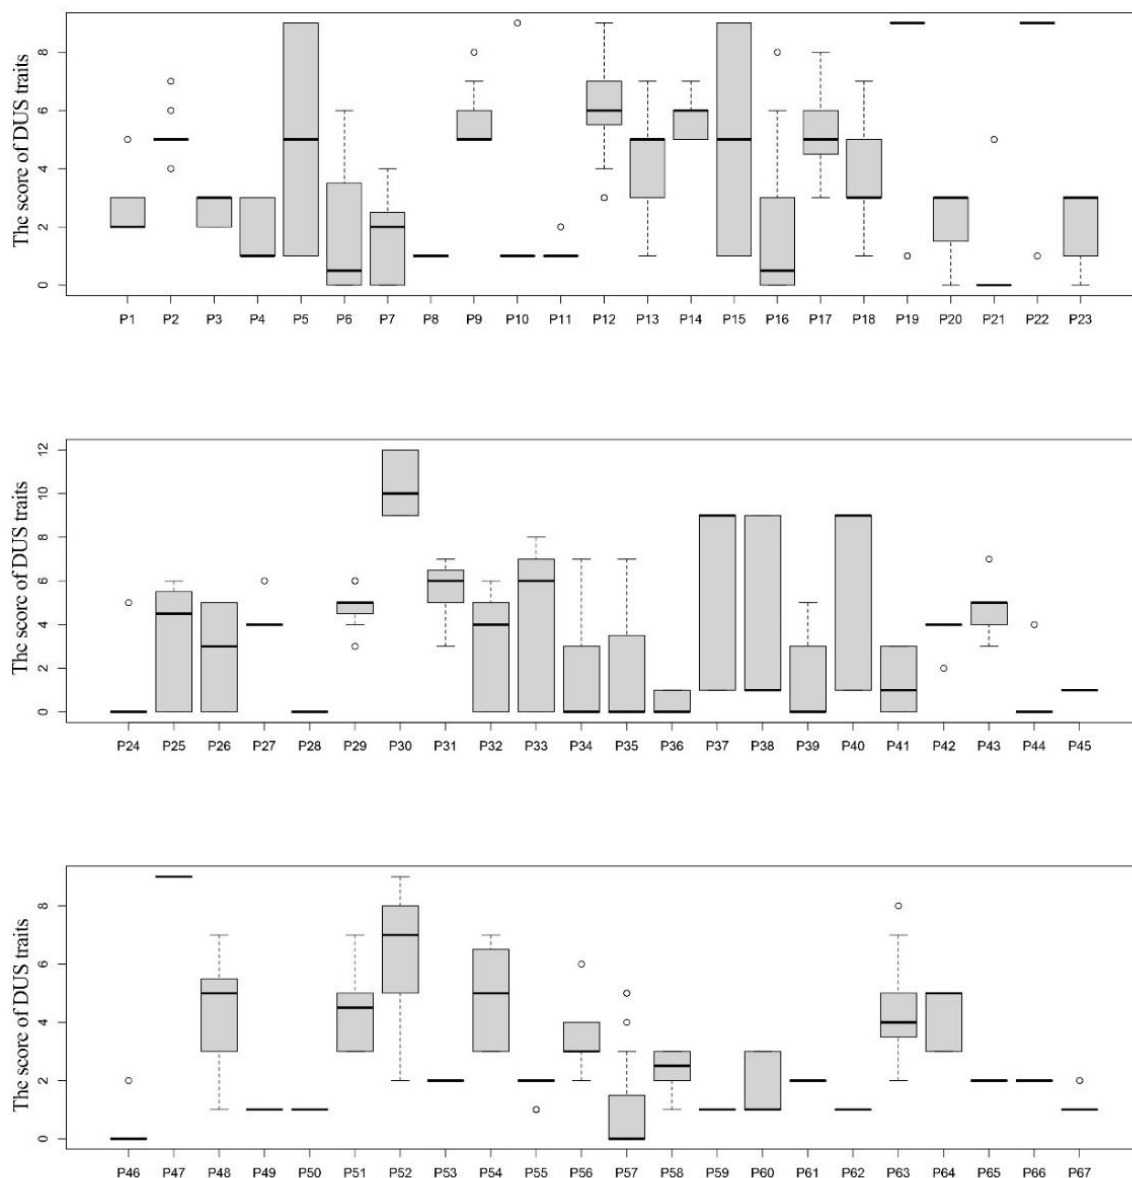 The score of DUS traits
8
6
4
2
0
P1 P2 P3 P4 P5 P6 P7 P8 P9 P10 P11 P12 P13 P14 P15 P16 P17 P18 P19 P20 P21 P22 P23
The score of DUS traits
12
10
8
6
4
2
0
P24 P25 P26 P27 P28 P29 P30 P31 P32 P33 P34 P35 P36 P37 P38 P39 P40 P41 P42 P43 P44 P45
The score of DUS traits
8
6
4
2
0
P46 P47 P48 P49 P50 P51 P52 P53 P54 P55 P56 P57 P58 P59 P60 P61 P62 P63 P64 P65 P66 P67